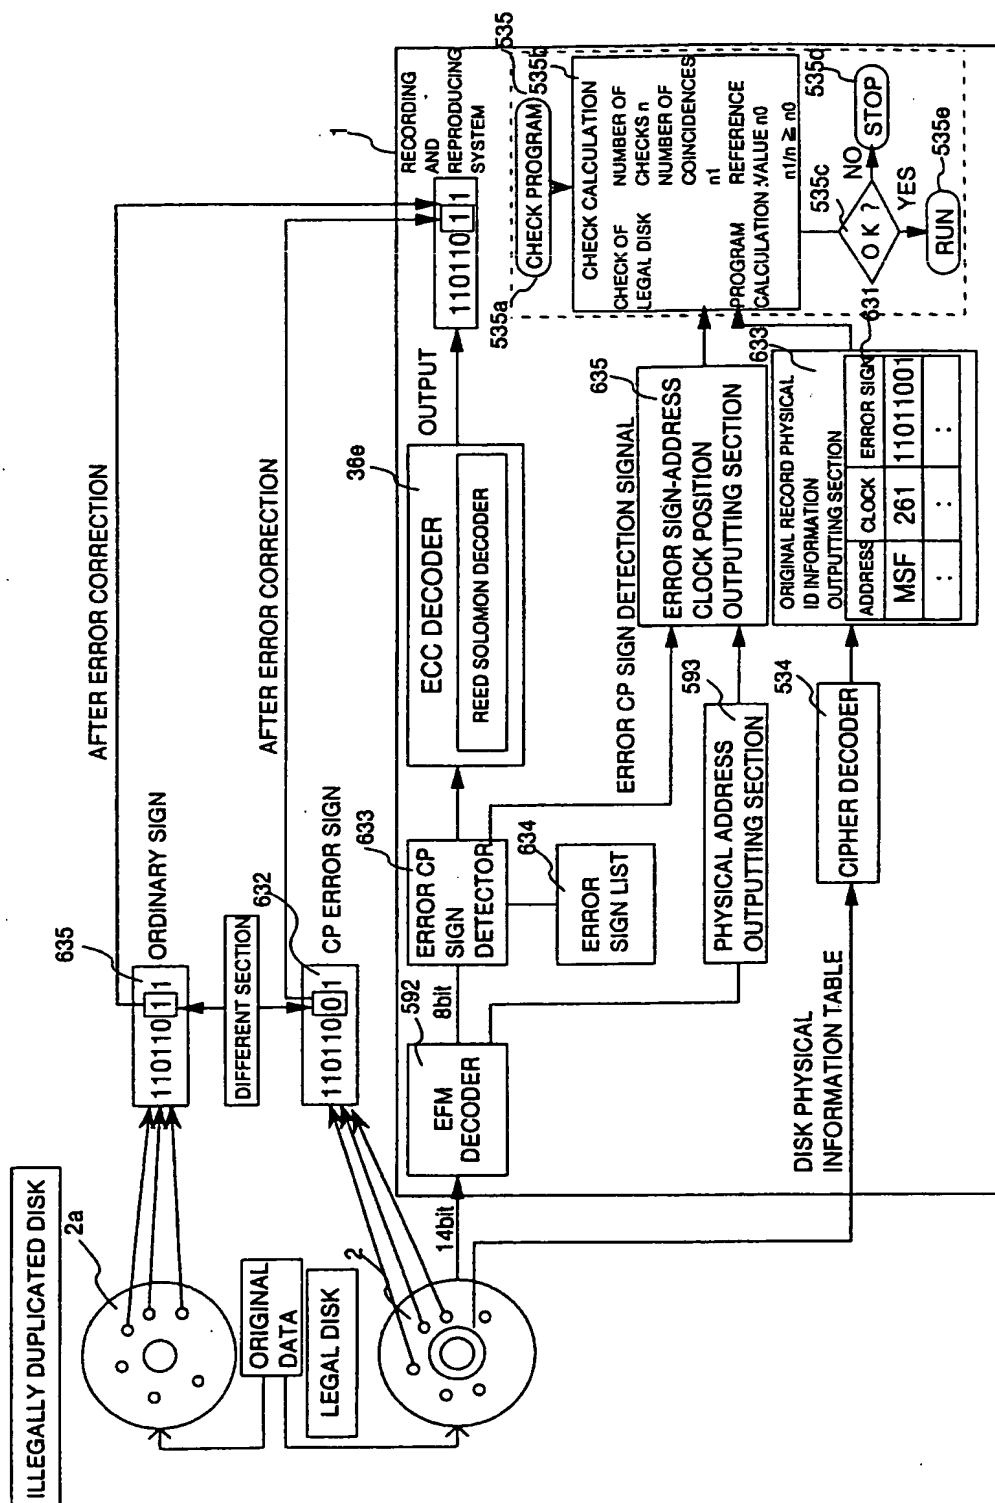 ILLEGALLY DUPLICATED DISK
2a
635
ORDINARY SIGN
110110 1 1
DIFFERENT SECTION
AFTER ERROR CORRECTION
ORIGINAL
DATA
LEGAL DISK
2
632
CP ERROR SIGN
110110 0 1
AFTER ERROR CORRECTION
1
RECORDING
AND
REPRODUCING
SYSTEM
14bit
592
EFM
DECODER
8bit
633
ERROR CP
SIGN
DETECTOR
634
ERROR
SIGN LIST
36e
ECC DECODER
REED SOLOMON DECODER
OUTPUT
110110 1 1
ERROR CP SIGN DETECTION SIGNAL
593
PHYSICAL ADDRESS
OUTPUTTING SECTION
635
ERROR SIGN-ADDRESS
CLOCK POSITION
OUTPUTTING SECTION
DISK PHYSICAL
INFORMATION TABLE
534
CIPHER DECODER
633
ORIGINAL RECORD PHYSICAL
ID INFORMATION
OUTPUTTING SECTION
631
ADDRESS CLOCK ERROR SIGN
MSF 261 11011001
: : :
535
535a
CHECK PROGRAM
535b
CHECK CALCULATION
CHECK OF
LEGAL DISK
NUMBER OF
CHECKS n
NUMBER OF
COINCIDENCES
n1
PROGRAM REFERENCE
CALCULATION :VALUE n0
n1/n ≧ n0
535c
O K ?
NO
535d
STOP
YES
535e
RUN